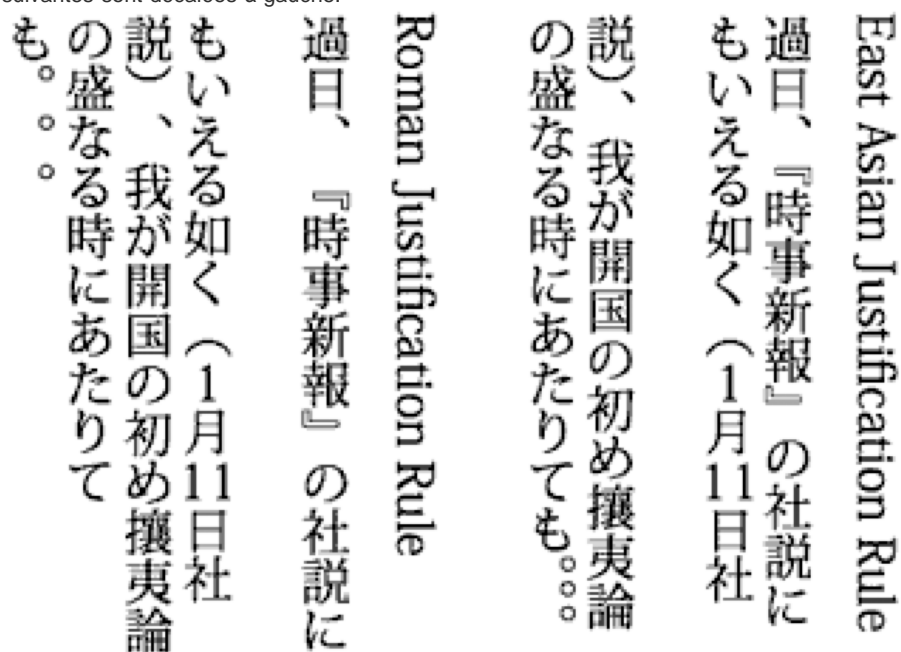 suivantes sont décalées à gauche.
East Asian Justification Rule
過日、『時事新報』の社説に
もいえる如く（1月11日社
説）、我が開国の初め攘夷論
の盛なる時にあたりても。。。
Roman Justification Rule
過日、『時事新報』の社説に
もいえる如く（1月11日社
説）、我が開国の初め攘夷論
の盛なる時にあたりて
も。。。